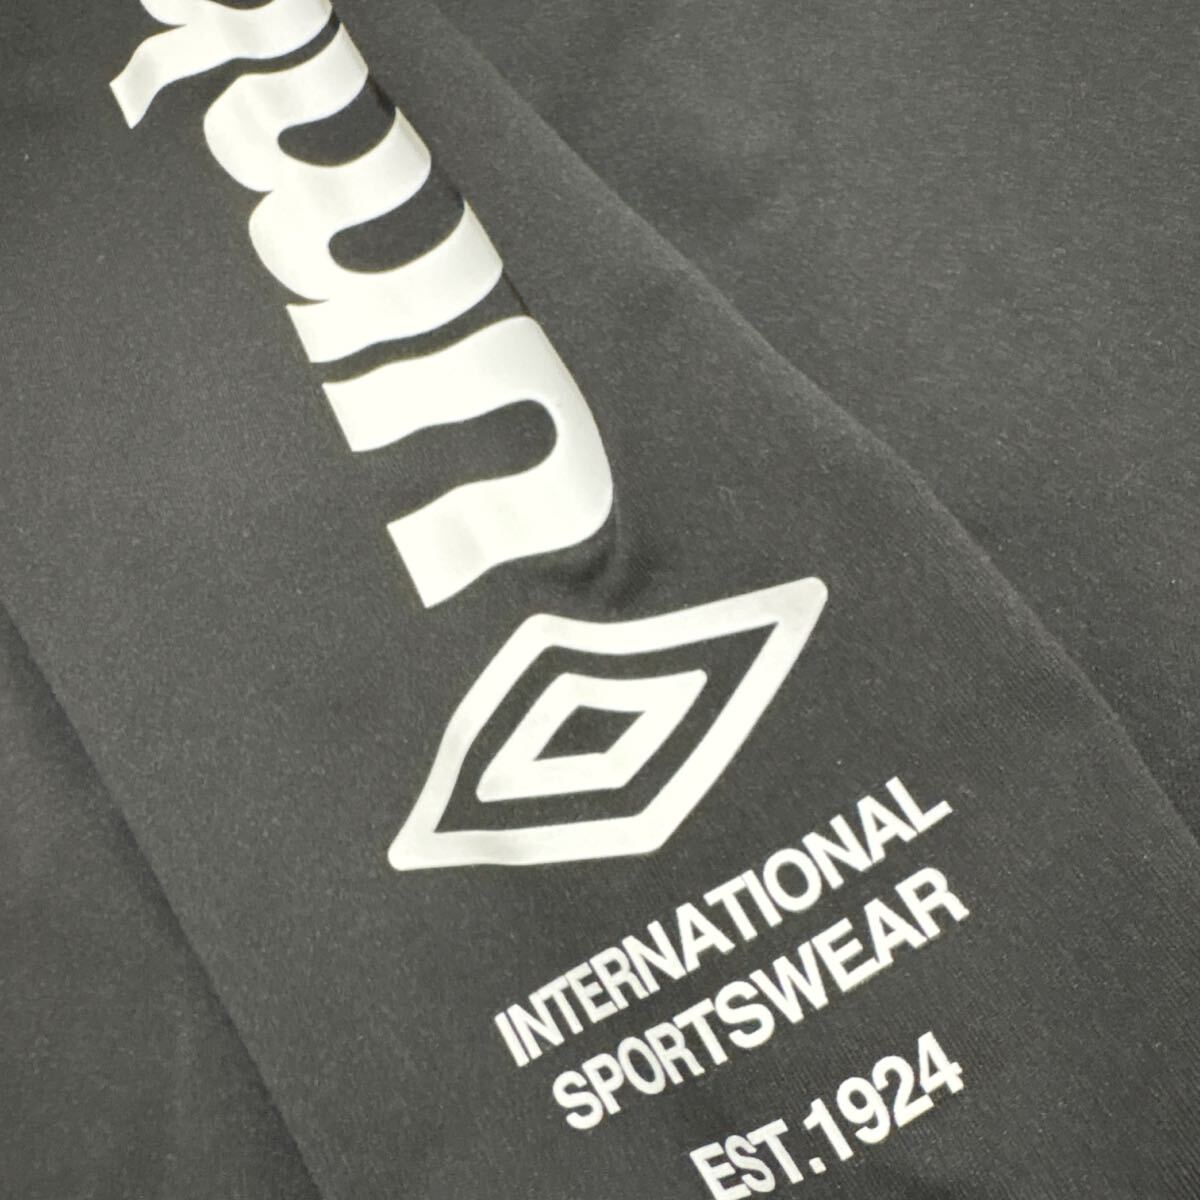 um
INTERNATIONAL
SPORTSWEAR
EST.1924